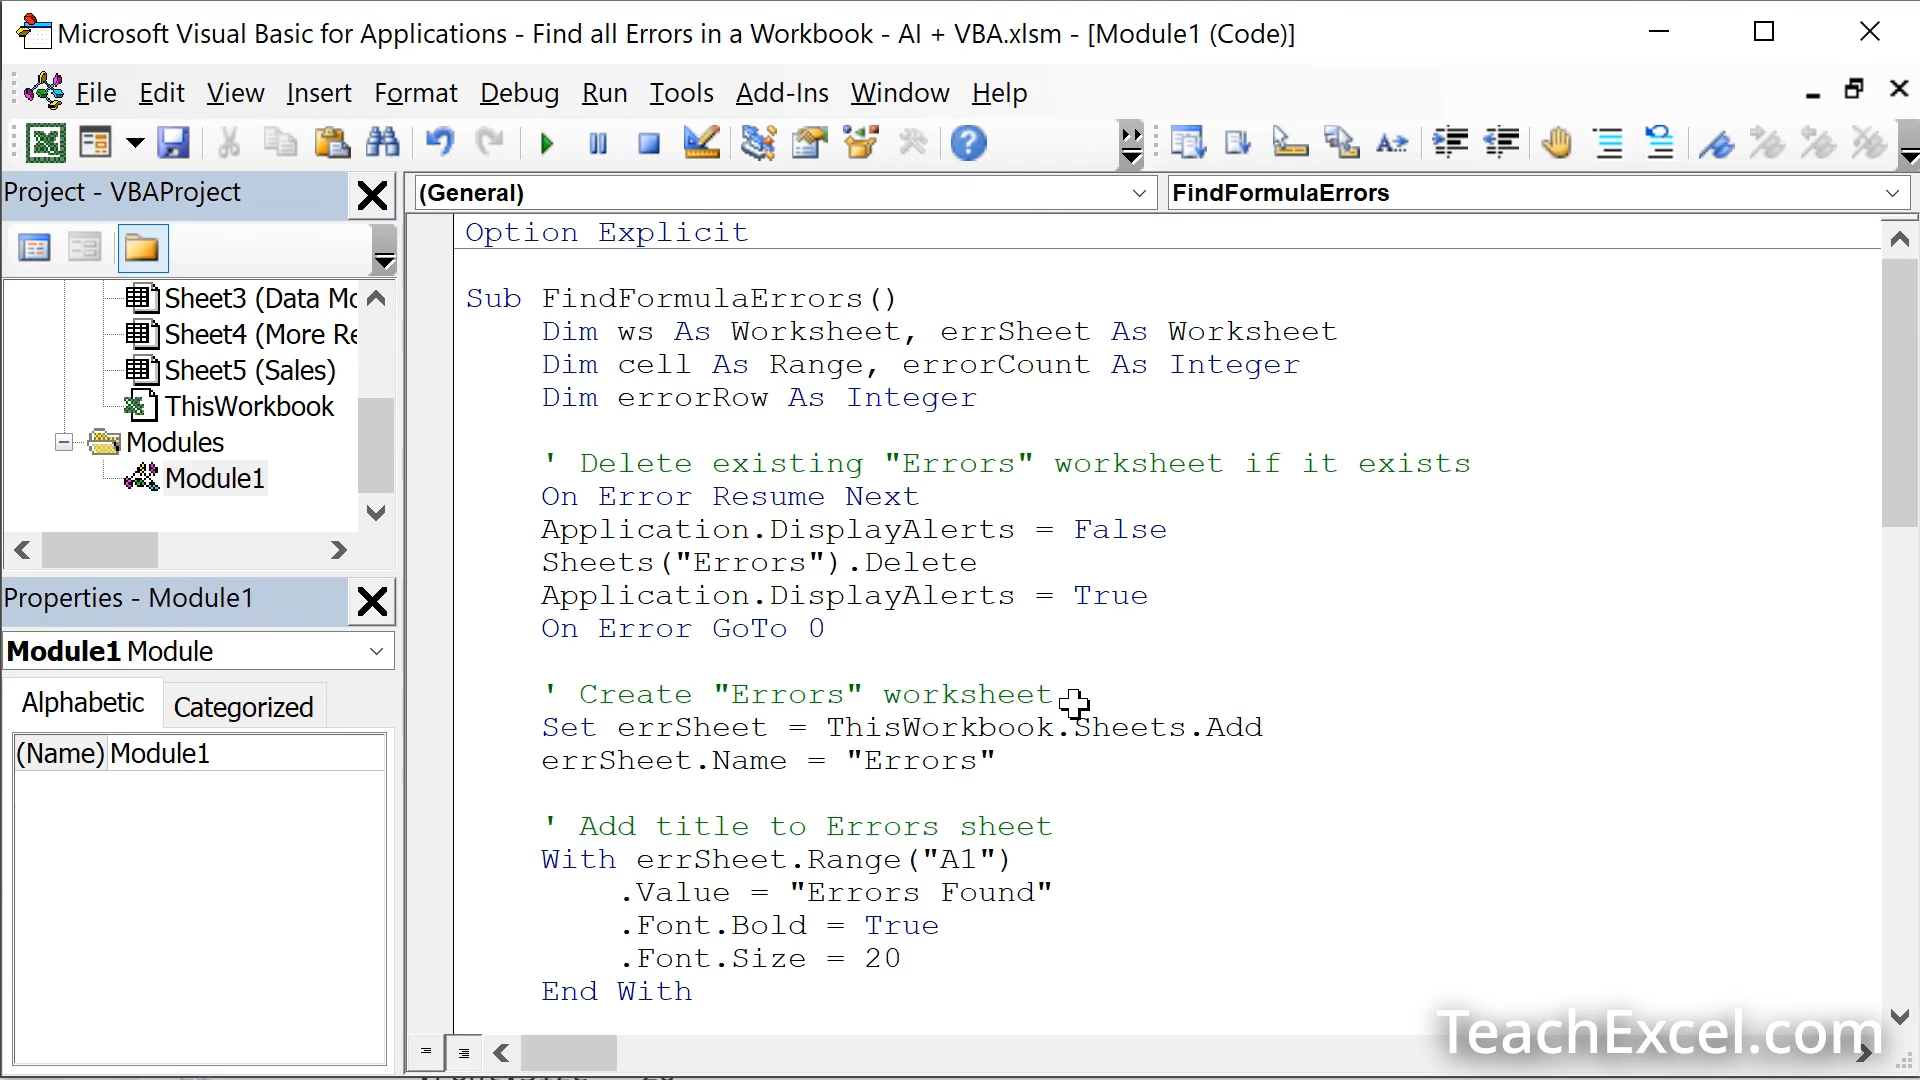 Microsoft Visual Basic for Applications - Find all Errors in a Workbook - AI + VBA.xlsm - [Module1 (Code)]
File Edit View Insert Format Debug Run Tools Add-Ins Window Help
Project - VBAProject
(General)
FindFormulaErrors
Sheet3 (Data Mo
Sheet4 (More Re
Sheet5 (Sales)
ThisWorkbook
Modules
Module1
Properties - Module1
Module1 Module
Alphabetic
Categorized
(Name) Module1
Option Explicit
Sub FindFormulaErrors()
Dim ws As Worksheet, errSheet As Worksheet
Dim cell As Range, errorCount As Integer
Dim errorRow As Integer
' Delete existing "Errors" worksheet if it exists
On Error Resume Next
Application.DisplayAlerts = False
Sheets("Errors").Delete
Application.DisplayAlerts = True
On Error GoTo 0
' Create "Errors" worksheet
Set errSheet = ThisWorkbook.Sheets.Add
errSheet.Name = "Errors"
' Add title to Errors sheet
With errSheet.Range("A1")
.Value = "Errors Found"
.Font.Bold = True
.Font.Size = 20
End With
TeachExcel.com